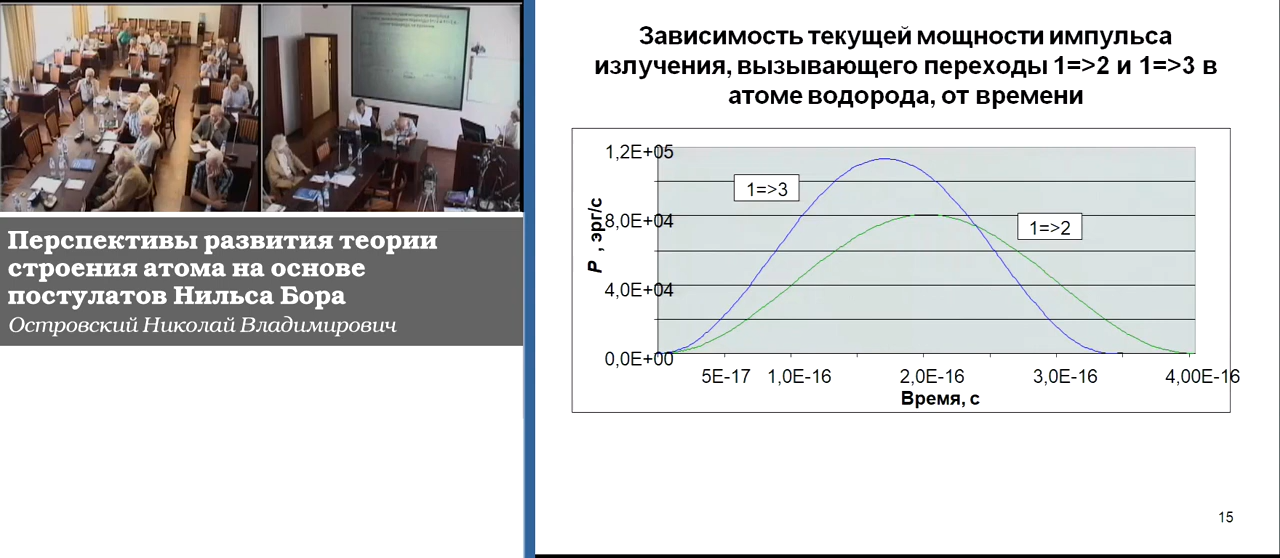 Перспективы развития теории
строения атома на основе
постулатов Нильса Бора
Островский Николай Владимирович
Зависимость текущей мощности импульса
излучения, вызывающего переходы 1=>2 и 1=>3 в
атоме водорода, от времени
1,2E+05
1=>3
8,0E+04
1=>2
P , эрг/с
4,0E+04
0,0E+00
5E-17 1,0E-16 2,0E-16 3,0E-16 4,00E-16
Время, с
15